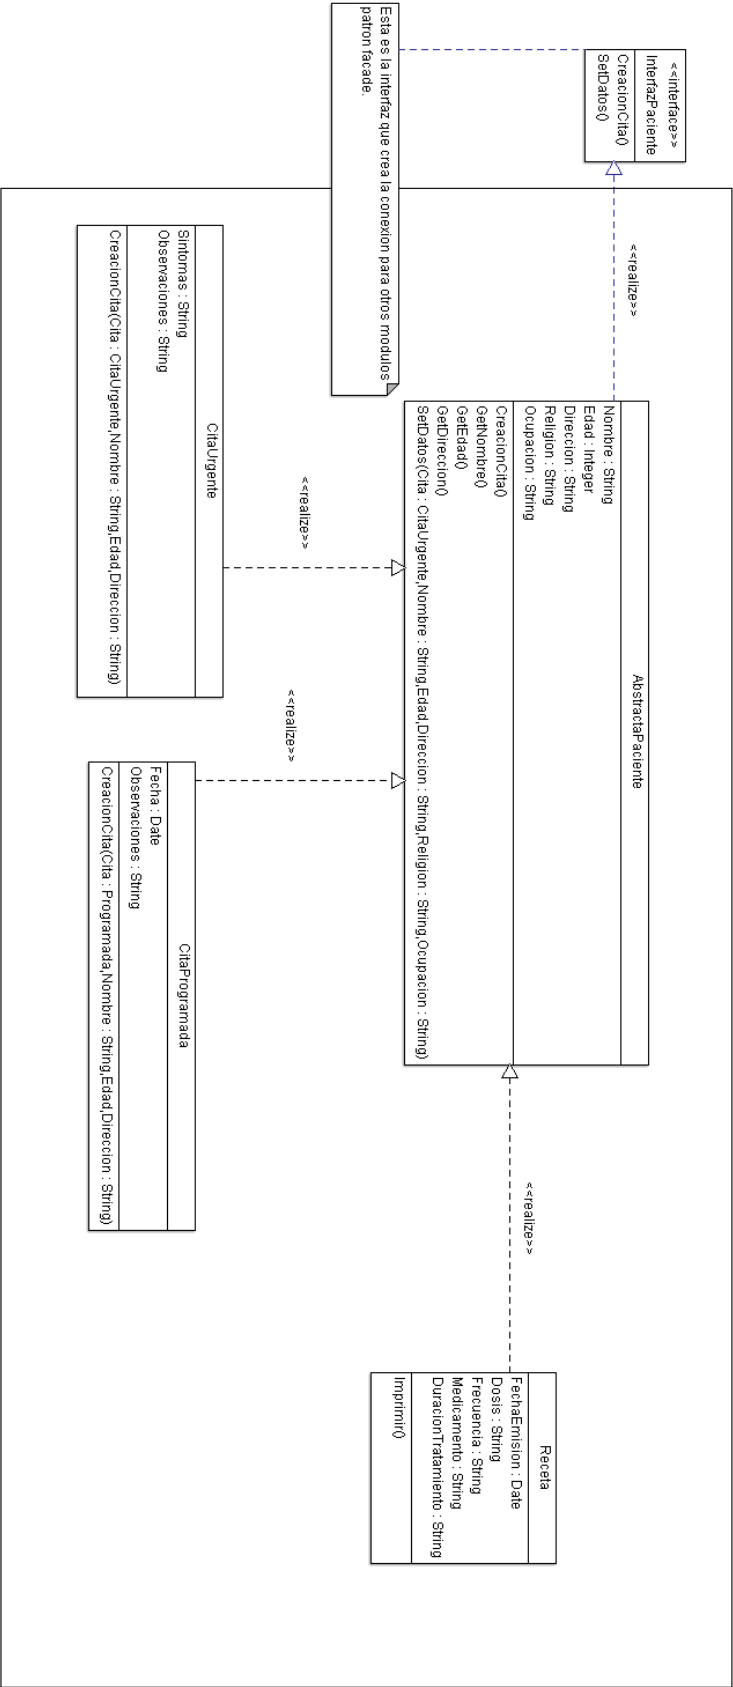 <<interface>>
InterfazPaciente
CreacionCita()
SetDatos()
Esta es la interfaz que crea la conexion para otros modulos
patron facade.
<<realize>>
AbstractaPaciente
Nombre : String
Edad : Integer
Direccion : String
Religion : String
Ocupacion : String
CreacionCita()
GetNombre()
GetEdad()
GetDireccion()
SetDatos(Cita : CitaUrgente,Nombre : String,Edad,Direccion : String,Religion : String,Ocupacion : String)
<<realize>>
<<realize>>
<<realize>>
CitaUrgente
Sintomas : String
Observaciones : String
CreacionCita(Cita : CitaUrgente,Nombre : String,Edad,Direccion : String)
CitaProgramada
Fecha : Date
Observaciones : String
CreacionCita(Cita : Programada,Nombre : String,Edad,Direccion : String)
Receta
FechaEmision : Date
Dosis : String
Frecuencia : String
Medicamento : String
DuracionTratamiento : String
Imprimir()